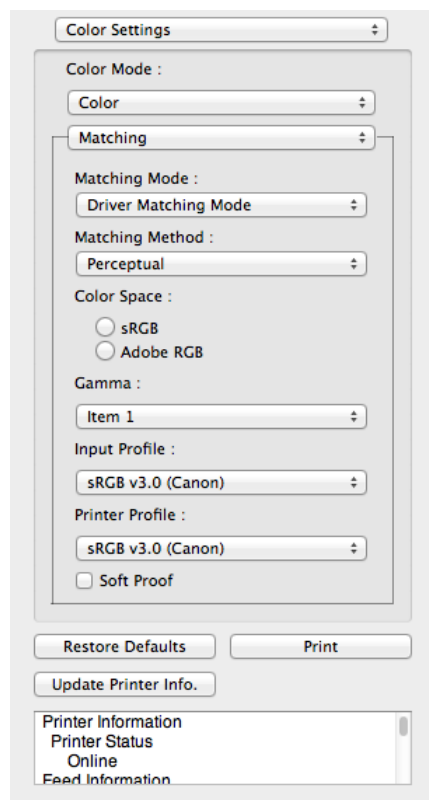 Color Settings
Color Mode :
Color
Matching
Matching Mode :
Driver Matching Mode
Matching Method :
Perceptual
Color Space :
sRGB
Adobe RGB
Gamma :
Item 1
Input Profile :
sRGB v3.0 (Canon)
Printer Profile :
sRGB v3.0 (Canon)
Soft Proof
Restore Defaults Print
Update Printer Info.
Printer Information
Printer Status
Online
Feed Information